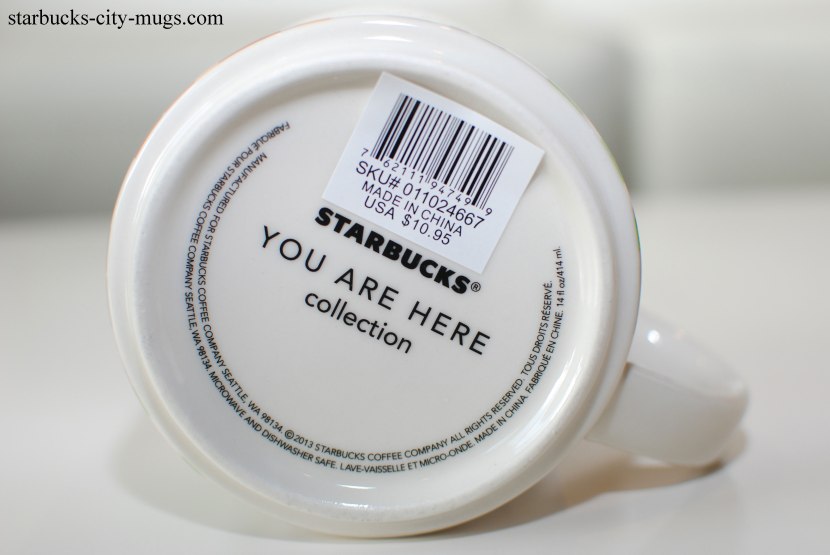 starbucks-city-mugs.com
7 62111 94749 9
SKU# 011024667
MADE IN CHINA
USA $10.95
STARBUCKS®
YOU ARE HERE
collection
MANUFACTURED FOR STARBUCKS COFFEE COMPANY SEATTLE, WA 98134. ©2013 STARBUCKS COFFEE COMPANY ALL RIGHTS RESERVED. TOUS DROITS RÉSERVÉ.
FABRIQUÉ POUR STARBUCKS COFFEE COMPANY SEATTLE, WA 98134. MICROWAVE AND DISHWASHER SAFE. LAVE-VAISSELLE ET MICRO-ONDE. MADE IN CHINA. FABRIQUÉ EN CHINE. 14 fl oz/414 ml.